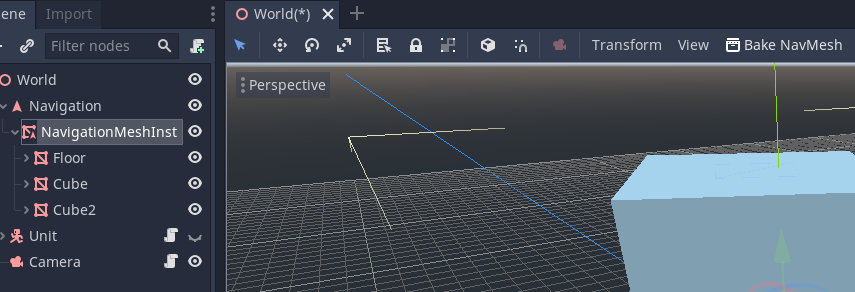 ene
Import
World(*)
Filter nodes
Transform
View
Bake NavMesh
Perspective
World
Navigation
NavigationMeshInst
Floor
Cube
Cube2
Unit
Camera